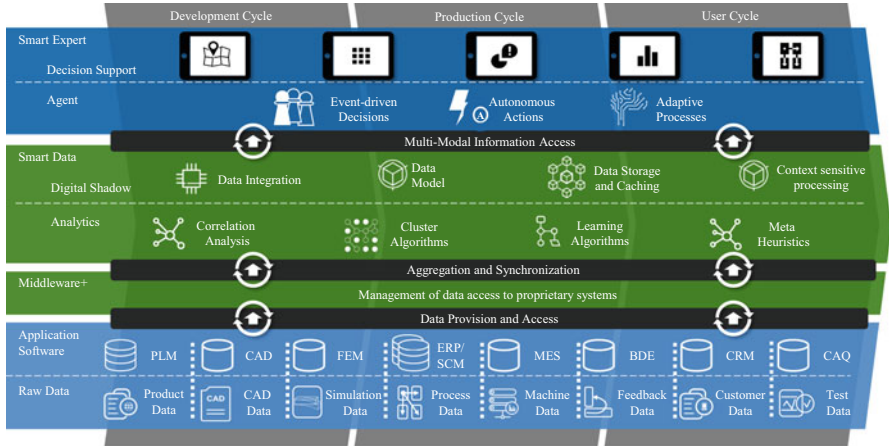 Development Cycle
Production Cycle
User Cycle
Smart Expert
Decision Support
Agent
Event-driven
Decisions
A
Autonomous
Actions
Adaptive
Processes
Multi-Modal Information Access
Smart Data
Digital Shadow
Data Integration
Data
Model
Data Storage
and Caching
Context sensitive
processing
Analytics
Correlation
Analysis
Cluster
Algorithms
Learning
Algorithms
Meta
Heuristics
Aggregation and Synchronization
Middleware+
Management of data access to proprietary systems
Data Provision and Access
Application
Software
PLM
CAD
FEM
ERP/
SCM
MES
BDE
CRM
CAQ
Raw Data
Product
Data
CAD
CAD
Data
Simulation
Data
Process
Data
Machine
Data
Feedback
Data
Customer
Data
Test
Data